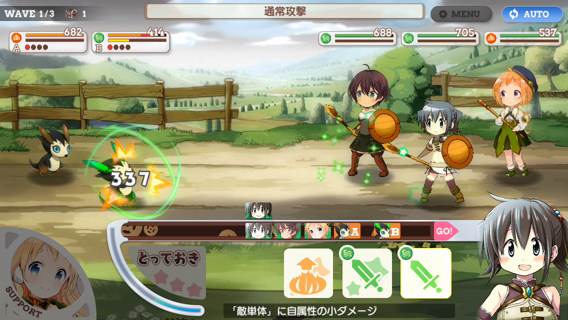 WAVE 1/3 1
通常攻撃
MENU
AUTO
682
414
688
705
537
A
B
337
A
B
GO!
とっておき
SUPPORT
「敵単体」に自属性の小ダメージ